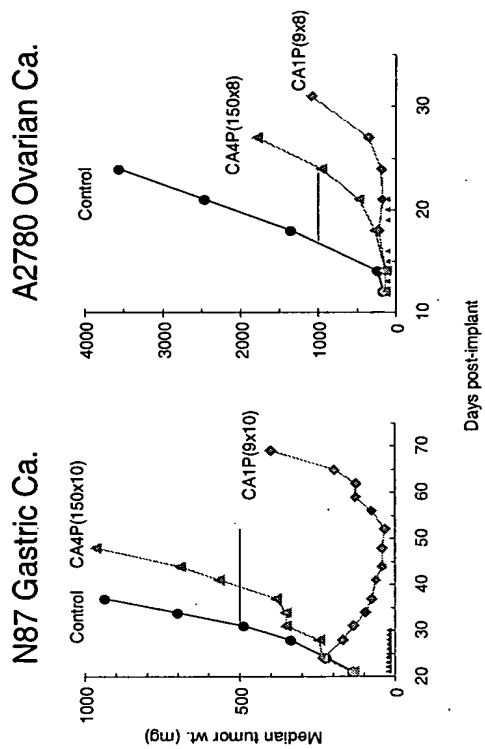 N87 Gastric Ca.
A2780 Ovarian Ca.
Median tumor wt. (mg)
1000
500
0
Control
CA4P(150x10)
CA1P(9x10)
20 30 40 50 60 70
4000
3000
2000
1000
0
Control
CA4P(150x8)
CA1P(9x8)
10 20 30
Days post-implant